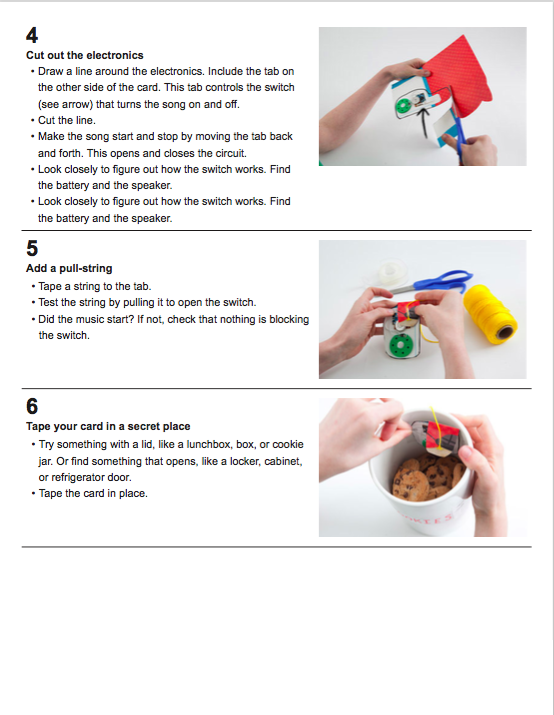 4
Cut out the electronics
• Draw a line around the electronics. Include the tab on
the other side of the card. This tab controls the switch
(see arrow) that turns the song on and off.
• Cut the line.
• Make the song start and stop by moving the tab back
and forth. This opens and closes the circuit.
• Look closely to figure out how the switch works. Find
the battery and the speaker.
• Look closely to figure out how the switch works. Find
the battery and the speaker.
5
Add a pull-string
• Tape a string to the tab.
• Test the string by pulling it to open the switch.
• Did the music start? If not, check that nothing is blocking
the switch.
6
Tape your card in a secret place
• Try something with a lid, like a lunchbox, box, or cookie
jar. Or find something that opens, like a locker, cabinet,
or refrigerator door.
• Tape the card in place.